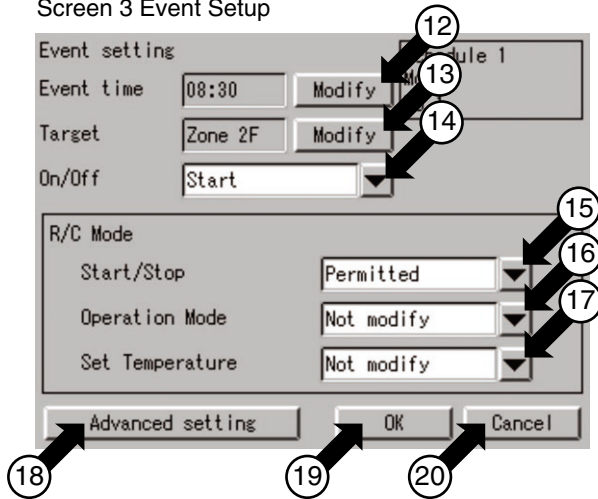 Screen 3 Event Setup
12
Event setting
13
Event time 08:30 Modify
14
Target Zone 2F Modify
On/Off Start
15
R/C Mode
16
Start/Stop Permitted
17
Operation Mode Not modify
Set Temperature Not modify
Advanced setting OK Cancel
18 19 20